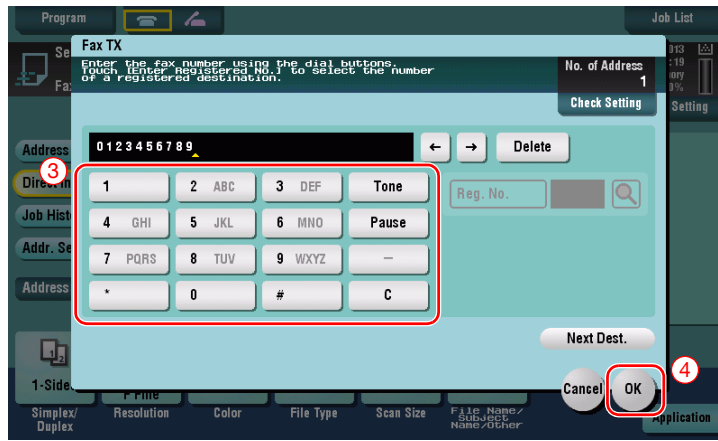 Program
Job List
Fax TX
Enter the fax number using the dial buttons.
Touch [Enter Registered No.] to select the number
of a registered destination.
No. of Address
1
Check Setting
Setting
0123456789
← → Delete
Address
3
Direct In
Job Hist
Addr. Se
Address
1 2 ABC 3 DEF Tone
Reg. No.
4 GHI 5 JKL 6 MNO Pause
7 PQRS 8 TUV 9 WXYZ —
* 0 # C
Next Dest.
4
Cancel OK
1-Side
F Fine
Simplex/
Duplex
Resolution
Color
File Type
Scan Size
File Name/
Subject
Name/Other
Application